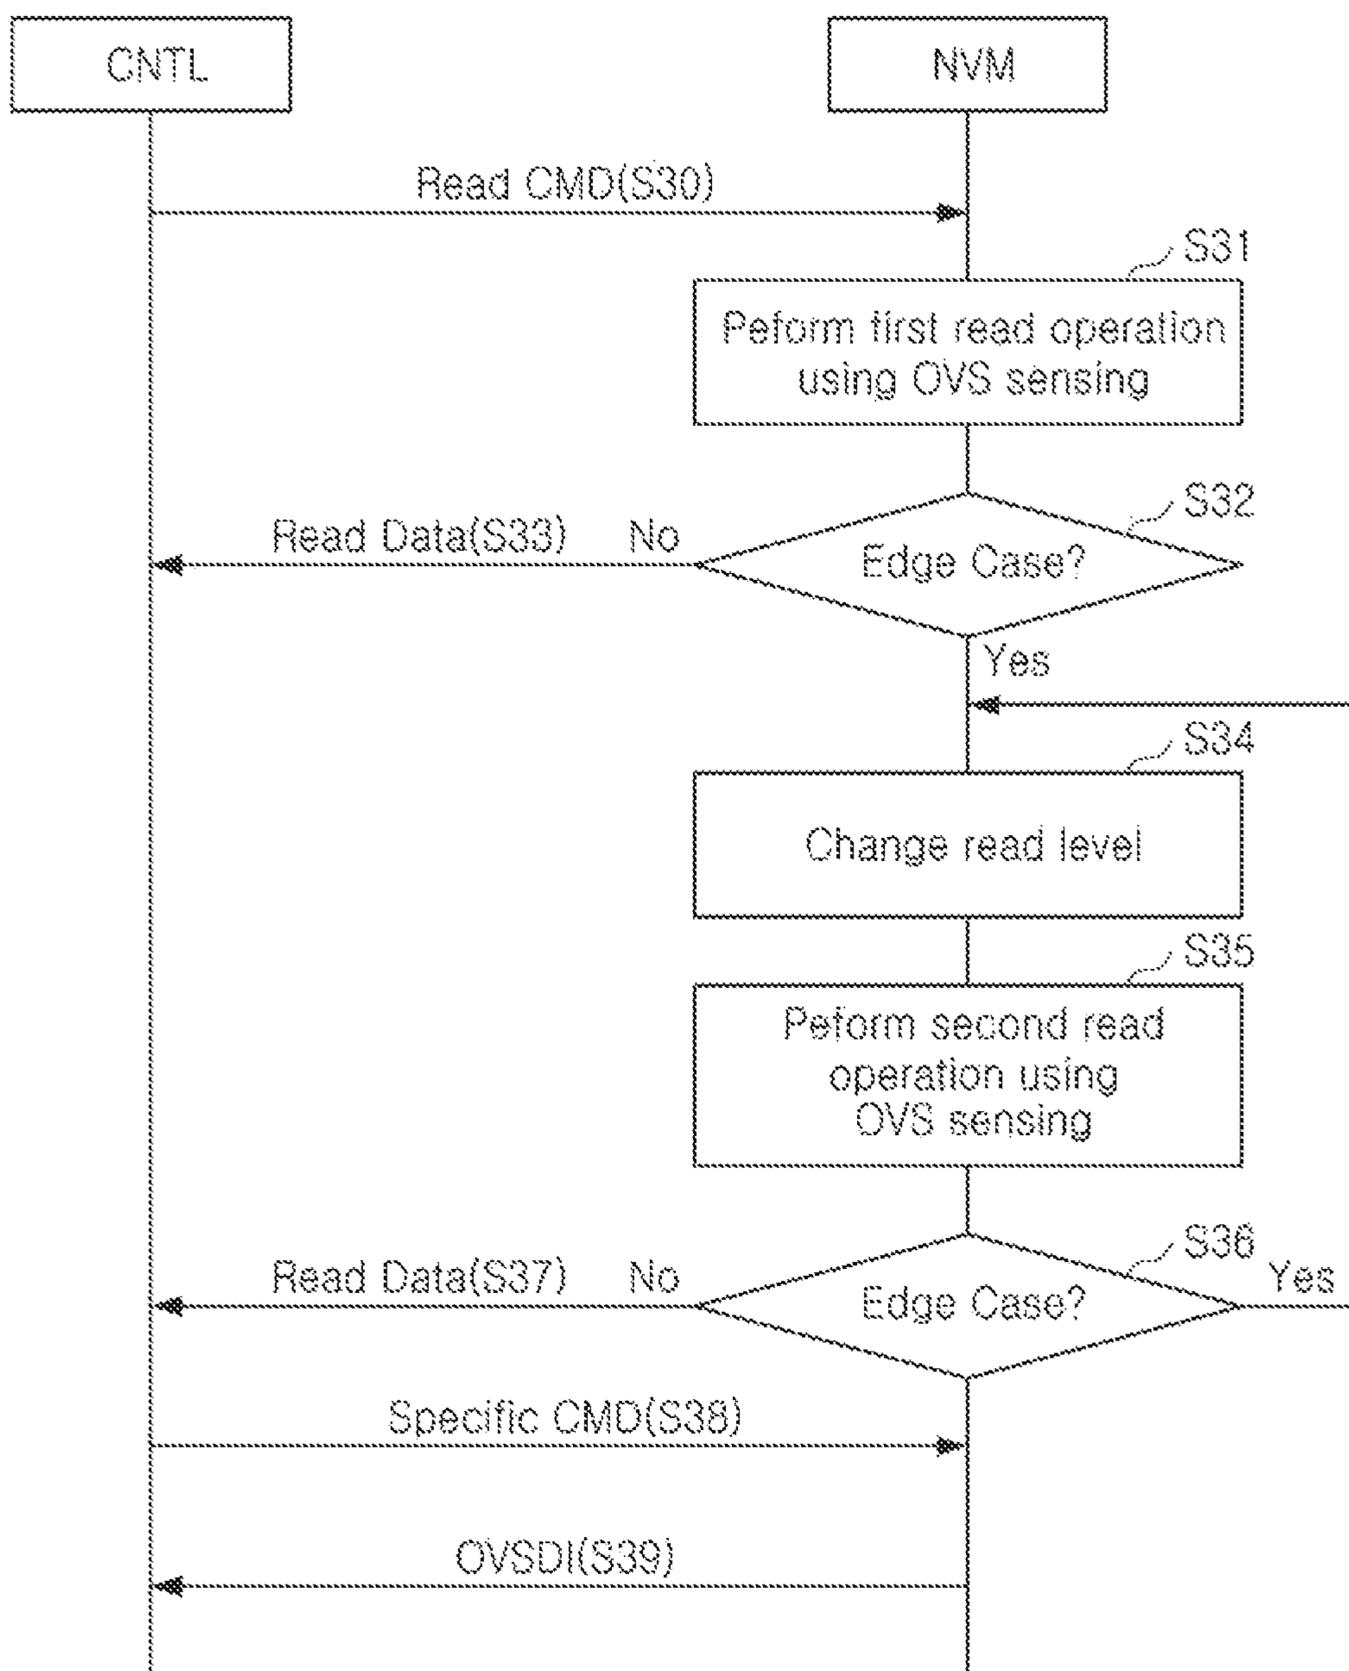 CNTL
NVM
Read CMD(S30)
S31
Peform first read operation
using OVS sensing
S32
Read Data(S33)
No
Edge Case?
Yes
S34
Change read level
S35
Peform second read
operation using
OVS sensing
S36
Read Data(S37)
No
Edge Case?
Yes
Specific CMD(S38)
OVSDI(S39)